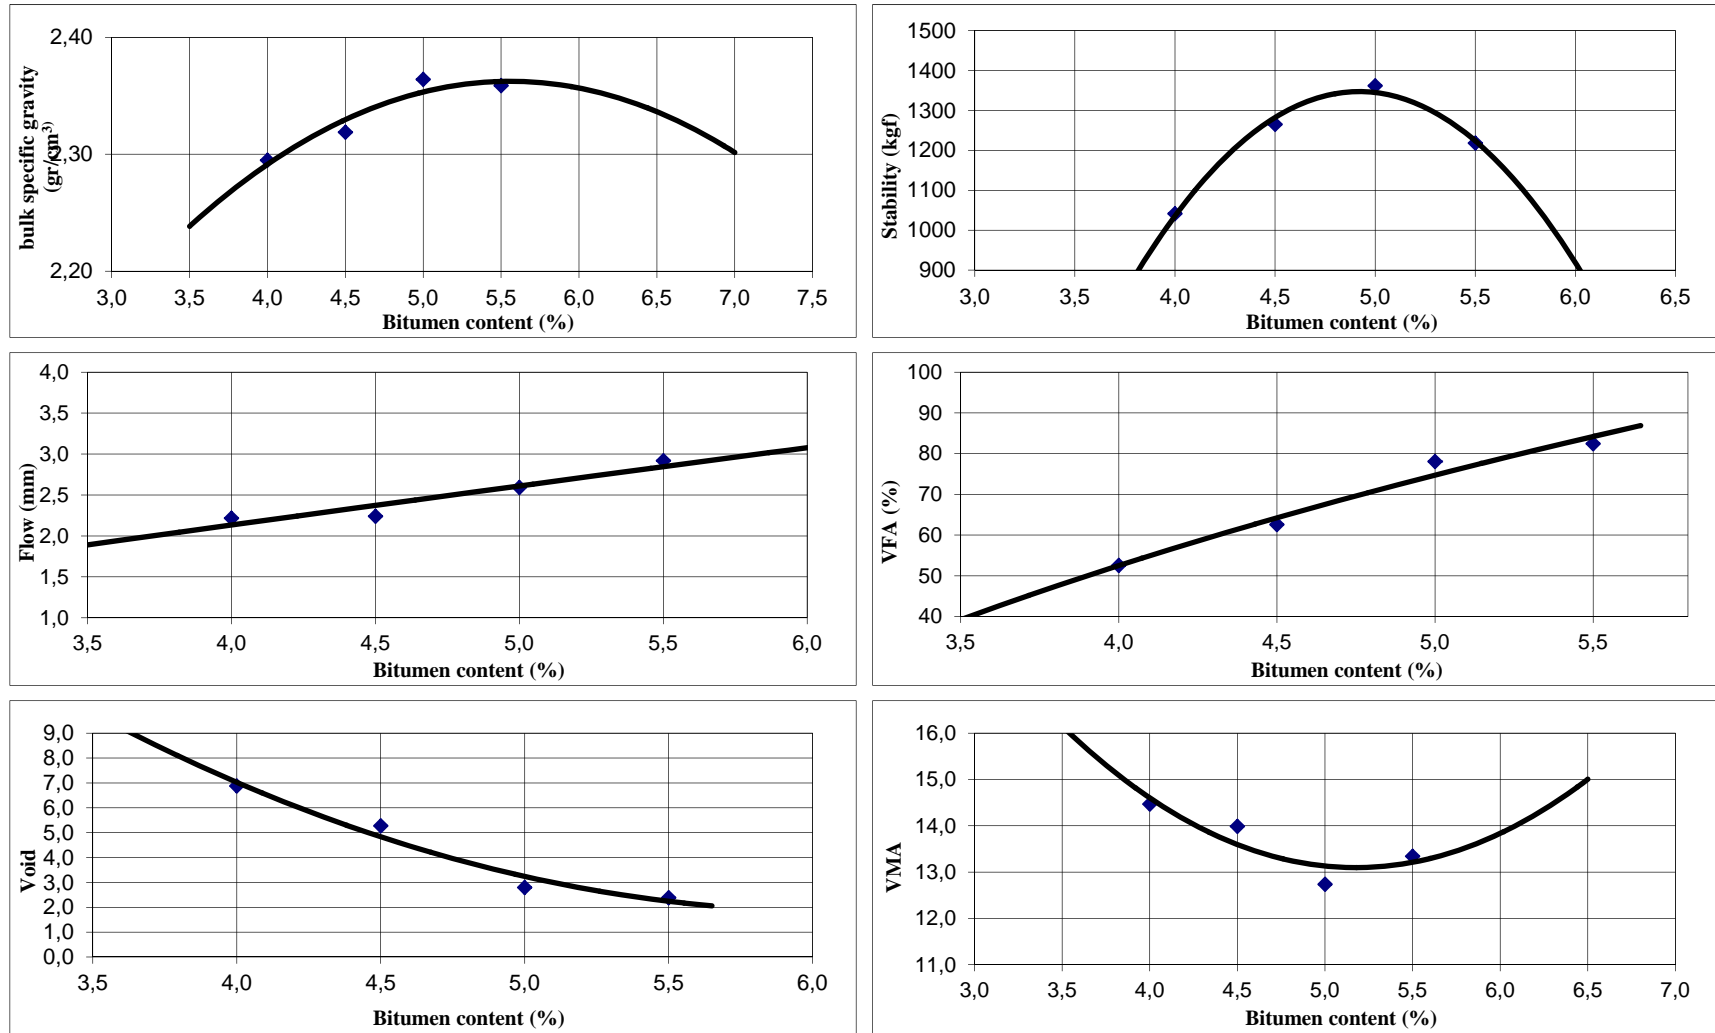 2,40
2,30
2,20
bulk specific gravity
(gr/cm³)
3,0 3,5 4,0 4,5 5,0 5,5 6,0 6,5 7,0 7,5
Bitumen content (%)
1500
1400
1300
1200
1100
1000
900
Stability (kgf)
3,0 3,5 4,0 4,5 5,0 5,5 6,0 6,5
Bitumen content (%)
4,0
3,5
3,0
2,5
2,0
1,5
1,0
Flow (mm)
3,5 4,0 4,5 5,0 5,5 6,0
Bitumen content (%)
100
90
80
70
60
50
40
VFA (%)
3,5 4,0 4,5 5,0 5,5
Bitumen content (%)
9,0
8,0
7,0
6,0
5,0
4,0
3,0
2,0
1,0
0,0
Void
3,5 4,0 4,5 5,0 5,5 6,0
Bitumen content (%)
16,0
15,0
14,0
13,0
12,0
11,0
VMA
3,0 3,5 4,0 4,5 5,0 5,5 6,0 6,5 7,0
Bitumen content (%)